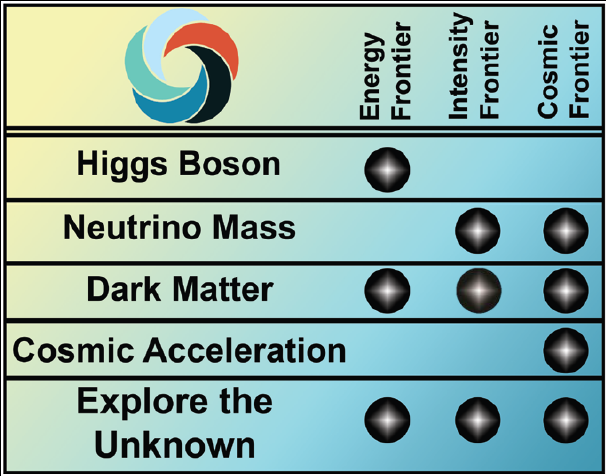 Energy
Frontier
Intensity
Frontier
Cosmic
Frontier
Higgs Boson
Neutrino Mass
Dark Matter
Cosmic Acceleration
Explore the
Unknown